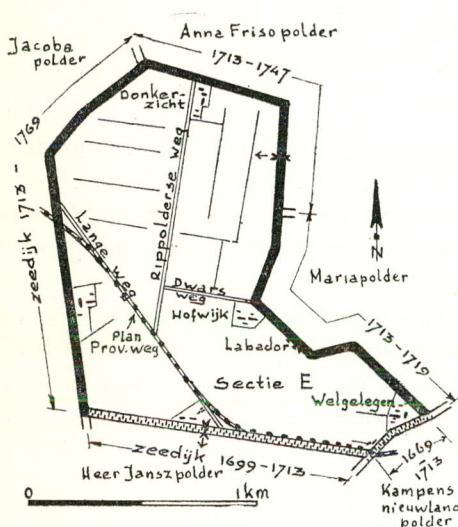 Jacoba
polder
Anna Friso polder
1713-1747
Donker-
zicht
1769
zeedijk 1713-
Rippolderse weg
Lange weg
N
Mariapolder
Dwars
weg
Hofwijk
Plan
Prov. weg
Labador
1713-1719
Sectie E
Welgelegen
zeedijk 1699-1713
Heer Janszpolder
1669
1713
Kampens
nieuwland
polder
0 1 km